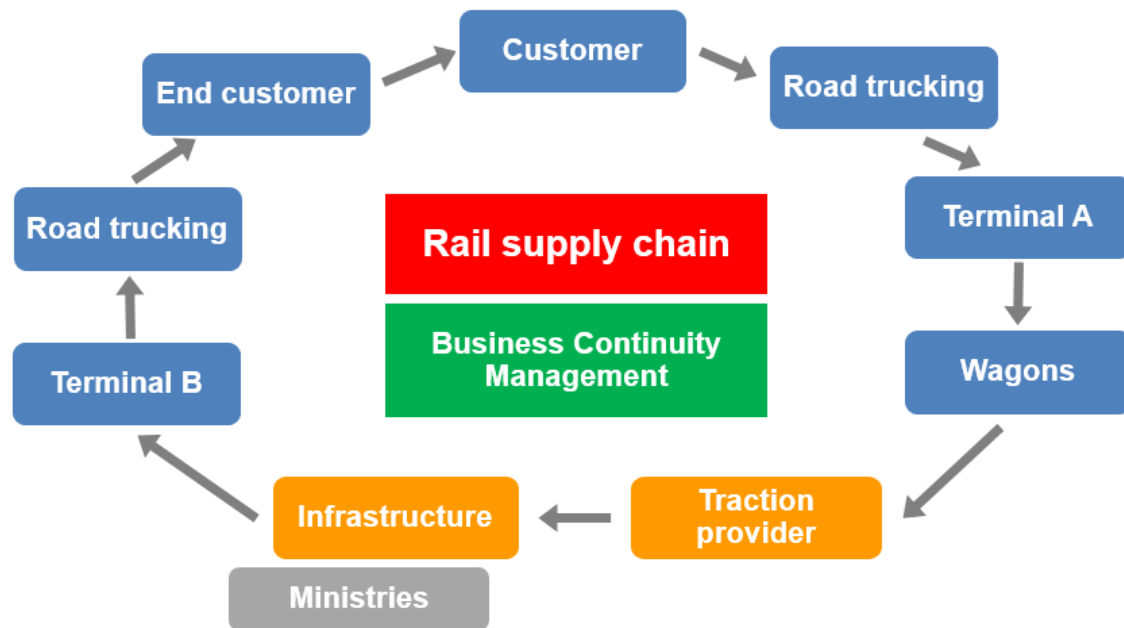 Customer
End customer
Road trucking
Road trucking
Terminal A
Rail supply chain
Business Continuity
Management
Terminal B
Wagons
Infrastructure
Traction
provider
Ministries